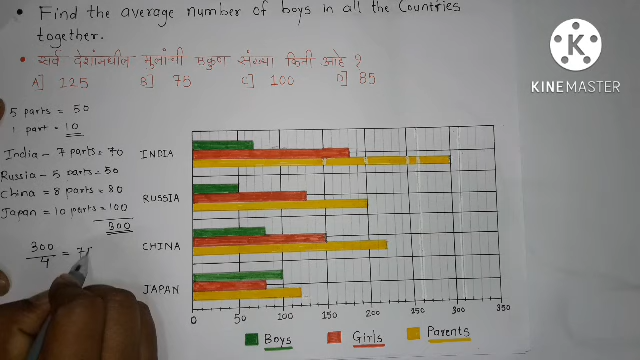 • Find the average number of boys in all the Countries
together.
• सर्व देशांमधील मुलांची एकुण संख्या किती आहे ?
A] 125 B] 75 C] 100 D] 85
KINEMASTER
5 parts = 50
1 part = 10
India - 7 parts = 70
Russia - 5 parts = 50
China = 8 parts = 80
Japan = 10 parts = 100
300
300/4 = 75
INDIA
RUSSIA
CHINA
JAPAN
0 50 100 150 200 250 300 350
Boys Girls Parents